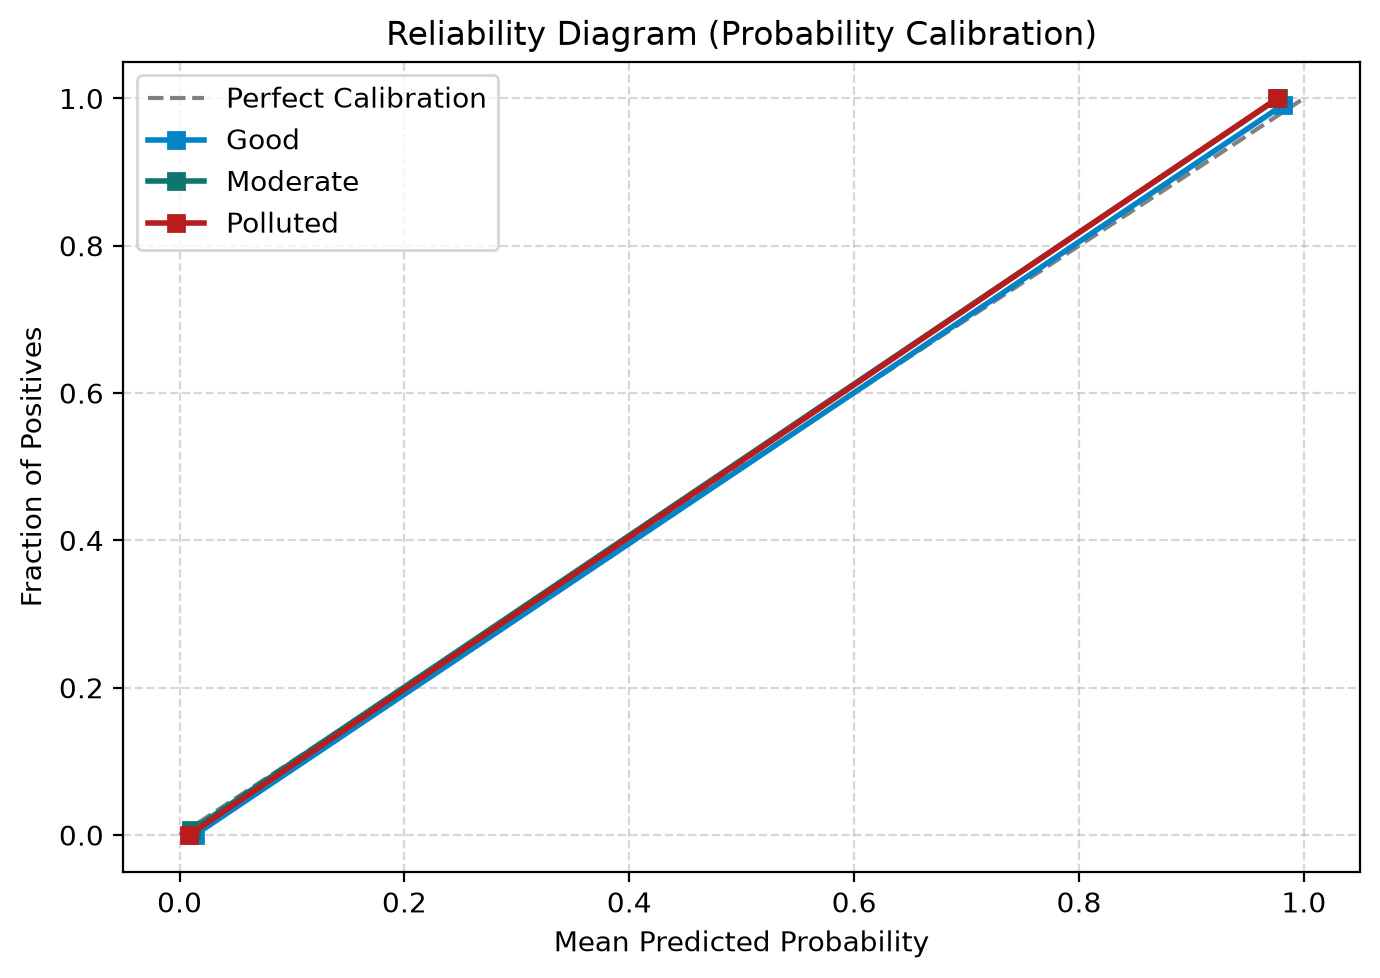 Reliability Diagram (Probability Calibration)
Perfect Calibration
Good
Moderate
Polluted
Fraction of Positives
1.0
0.8
0.6
0.4
0.2
0.0
0.0 0.2 0.4 0.6 0.8 1.0
Mean Predicted Probability